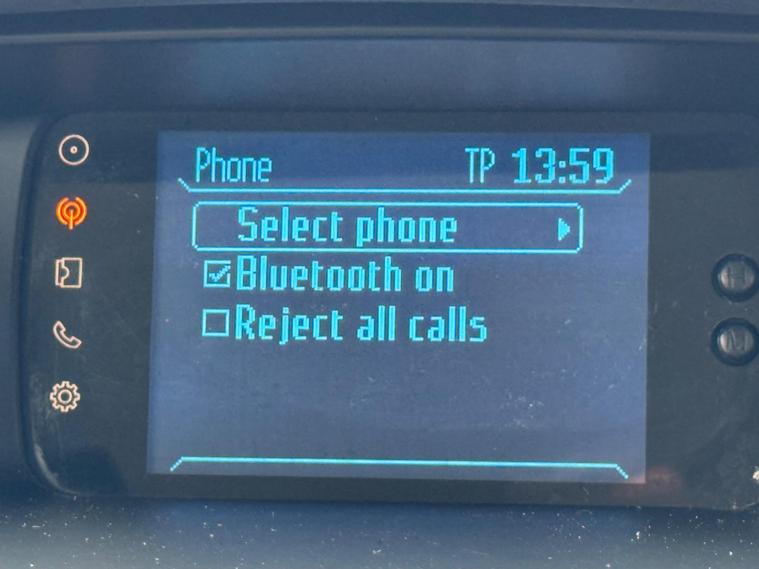 Phone TP 13:59
Select phone
Bluetooth on
Reject all calls
H
M